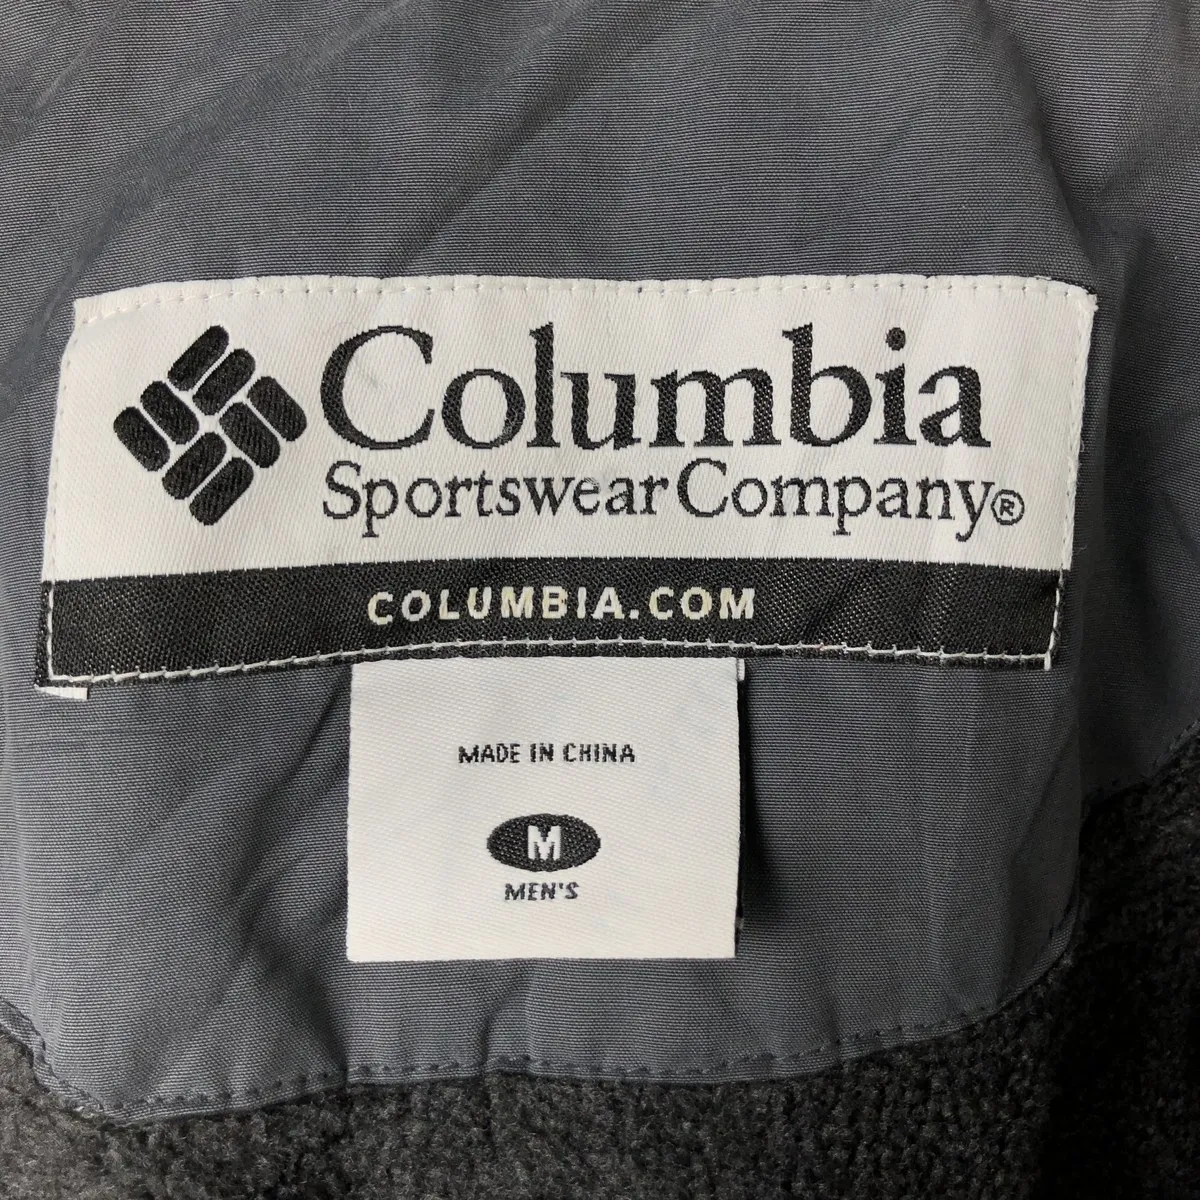 Columbia
Sportswear Company®
COLUMBIA.COM
MADE IN CHINA
M
MEN'S